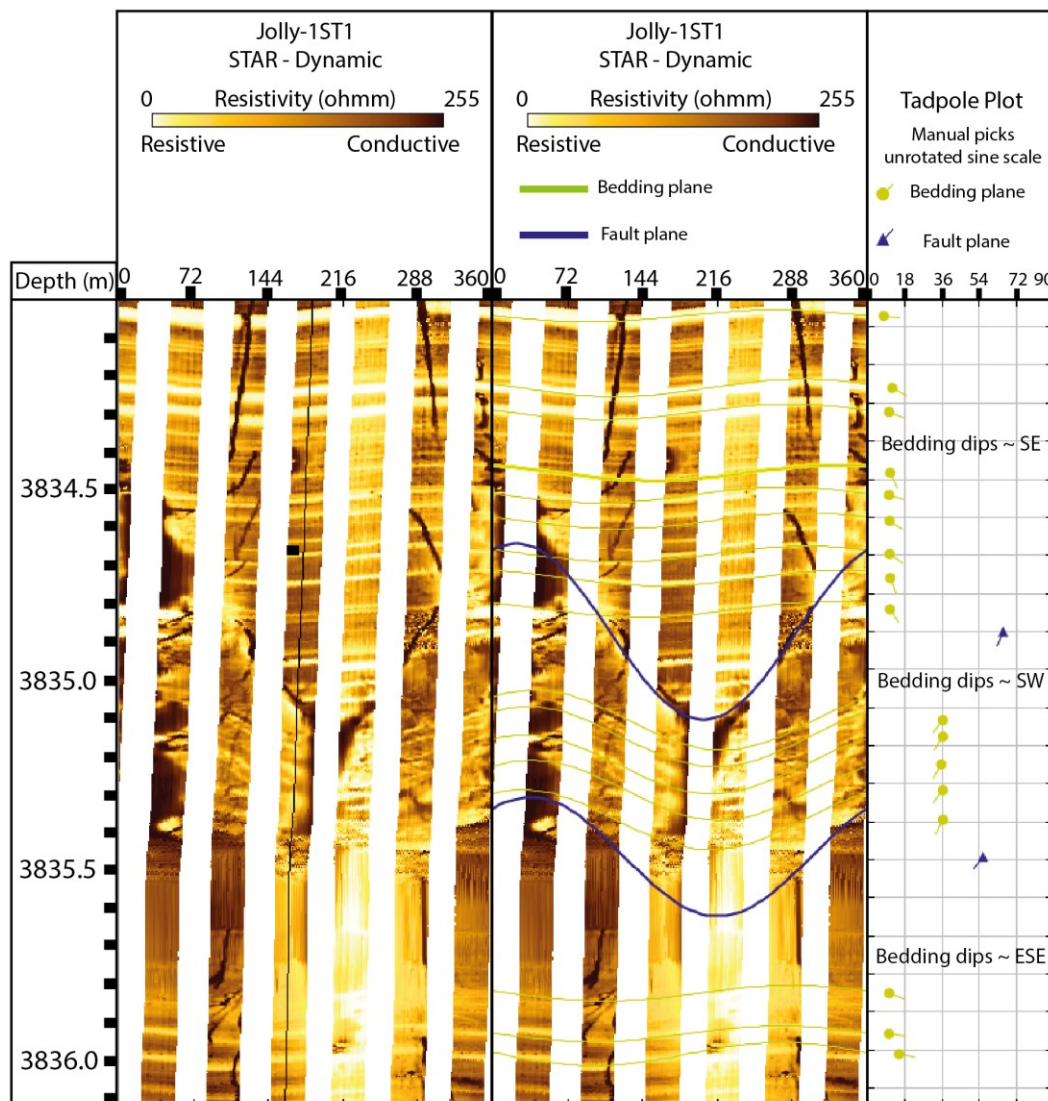 Jolly-1ST1
STAR - Dynamic
0 Resistivity (ohmm) 255
Resistive Conductive
Jolly-1ST1
STAR - Dynamic
0 Resistivity (ohmm) 255
Resistive Conductive
Bedding plane
Fault plane
Tadpole Plot
Manual picks
unrotated sine scale
Bedding plane
Fault plane
Depth (m)
0 72 144 216 288 360
0 72 144 216 288 360
0 18 36 54 72 90
Bedding dips ~ SE
3834.5
3835.0
Bedding dips ~ SW
3835.5
Bedding dips ~ ESE
3836.0